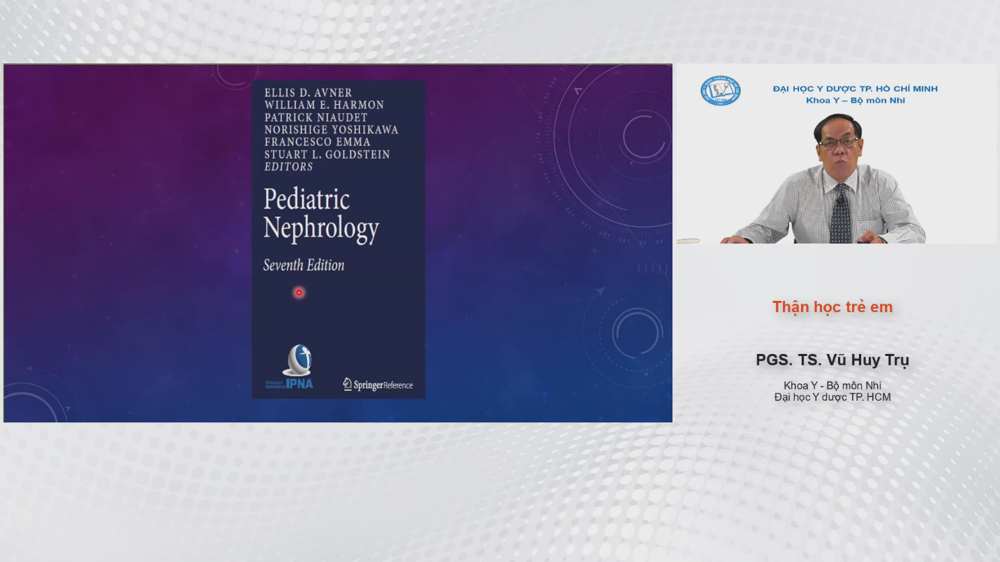 ELLIS D. AVNER
WILLIAM E. HARMON
PATRICK NIAUDET
NORISHIGE YOSHIKAWA
FRANCESCO EMMA
STUART L. GOLDSTEIN
EDITORS
Pediatric
Nephrology
Seventh Edition
IPNA
SpringerReference
ĐẠI HỌC Y DƯỢC TP. HỒ CHÍ MINH
Khoa Y – Bộ môn Nhi
Thận học trẻ em
PGS. TS. Vũ Huy Trụ
Khoa Y - Bộ môn Nhi
Đại học Y dược TP. HCM